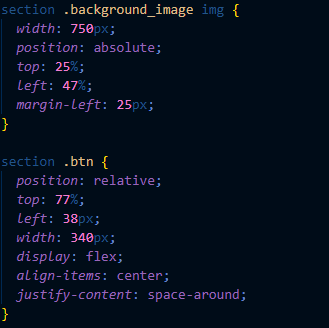 section .background_image img {
width: 750px;
position: absolute;
top: 25%;
left: 47%;
margin-left: 25px;
}
section .btn {
position: relative;
top: 77%;
left: 38px;
width: 340px;
display: flex;
align-items: center;
justify-content: space-around;
}